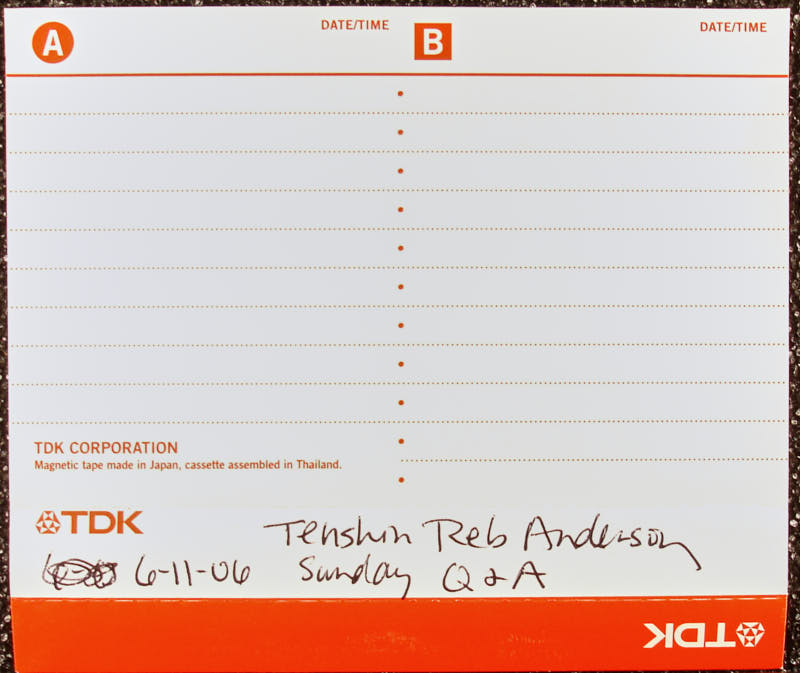 A DATE/TIME B DATE/TIME
TDK CORPORATION
Magnetic tape made in Japan, cassette assembled in Thailand.
TDK Tenshin Reb Anderson
6-11-06 Sunday Q & A
TDK